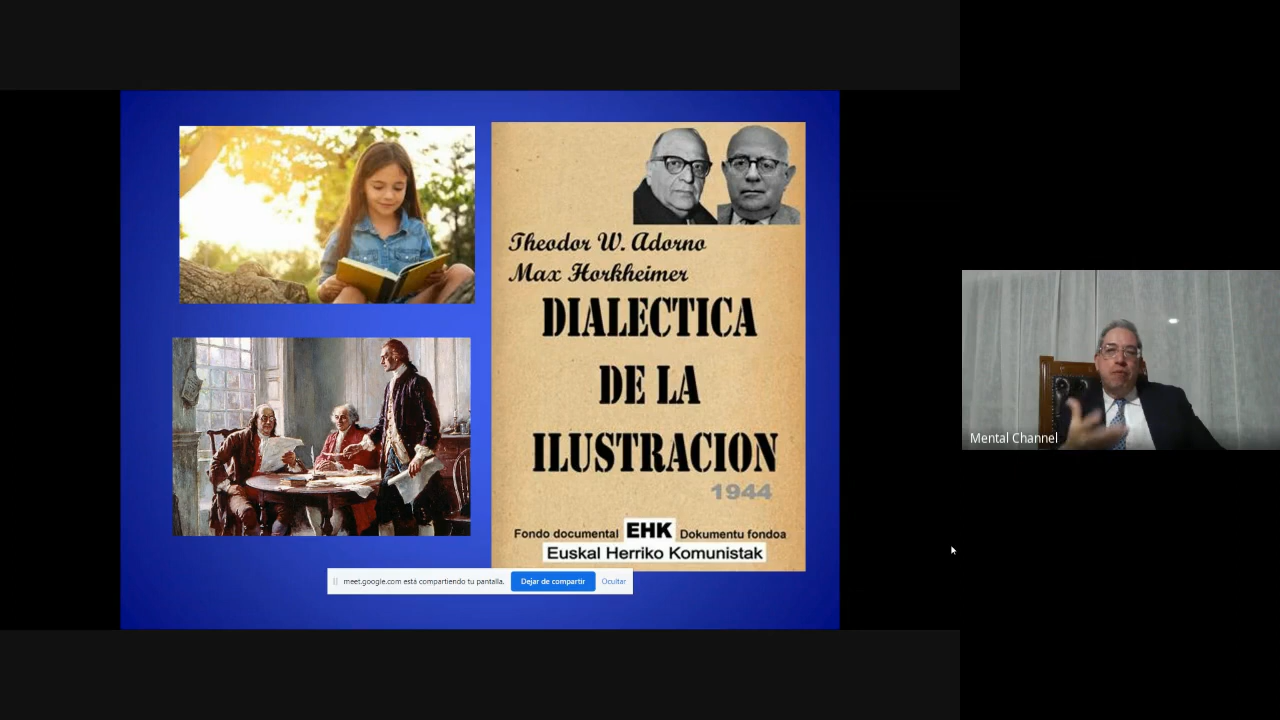 Theodor W. Adorno
Max Horkheimer
DIALECTICA
DE LA
ILUSTRACION
1944
Fondo documental EHK Dokumentu fondoa
Euskal Herriko Komunistak
meet.google.com está compartiendo tu pantalla. Dejar de compartir Ocultar
Mental Channel